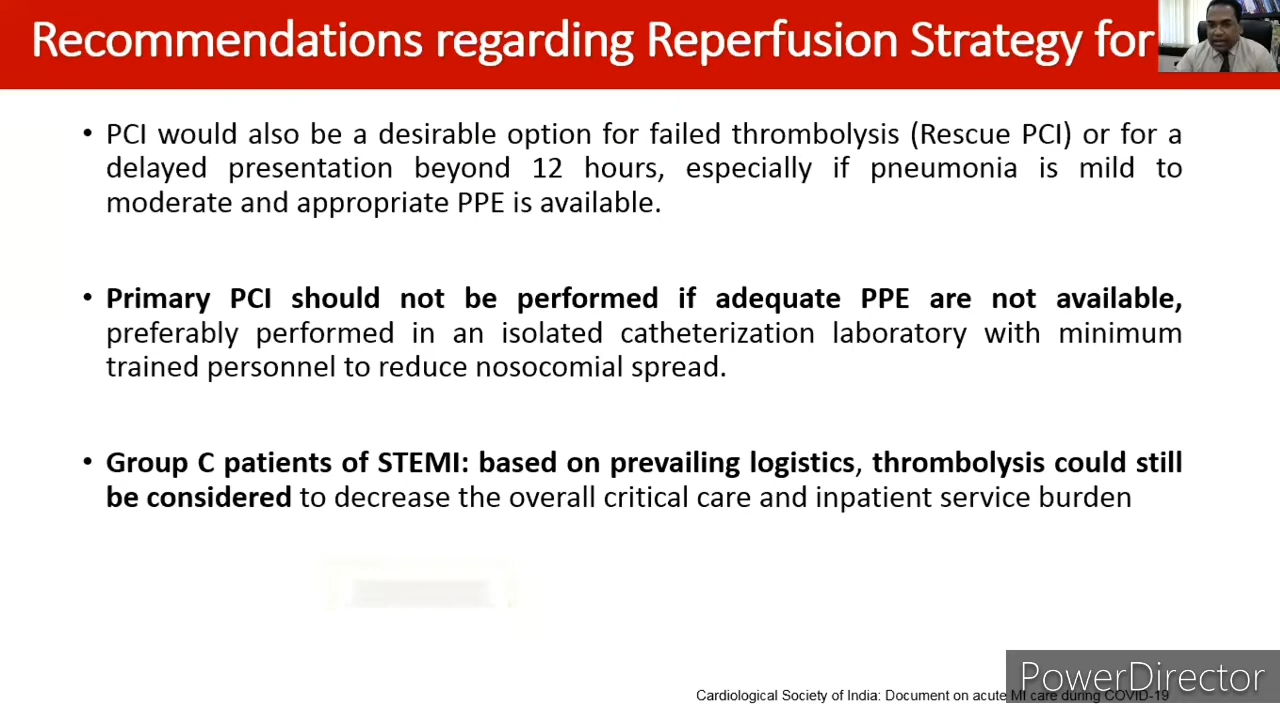 Recommendations regarding Reperfusion Strategy for
• PCI would also be a desirable option for failed thrombolysis (Rescue PCI) or for a
delayed presentation beyond 12 hours, especially if pneumonia is mild to
moderate and appropriate PPE is available.
• Primary PCI should not be performed if adequate PPE are not available,
preferably performed in an isolated catheterization laboratory with minimum
trained personnel to reduce nosocomial spread.
• Group C patients of STEMI: based on prevailing logistics, thrombolysis could still
be considered to decrease the overall critical care and inpatient service burden
PowerDirector
Cardiological Society of India: Document on acute MI care during COVID-19